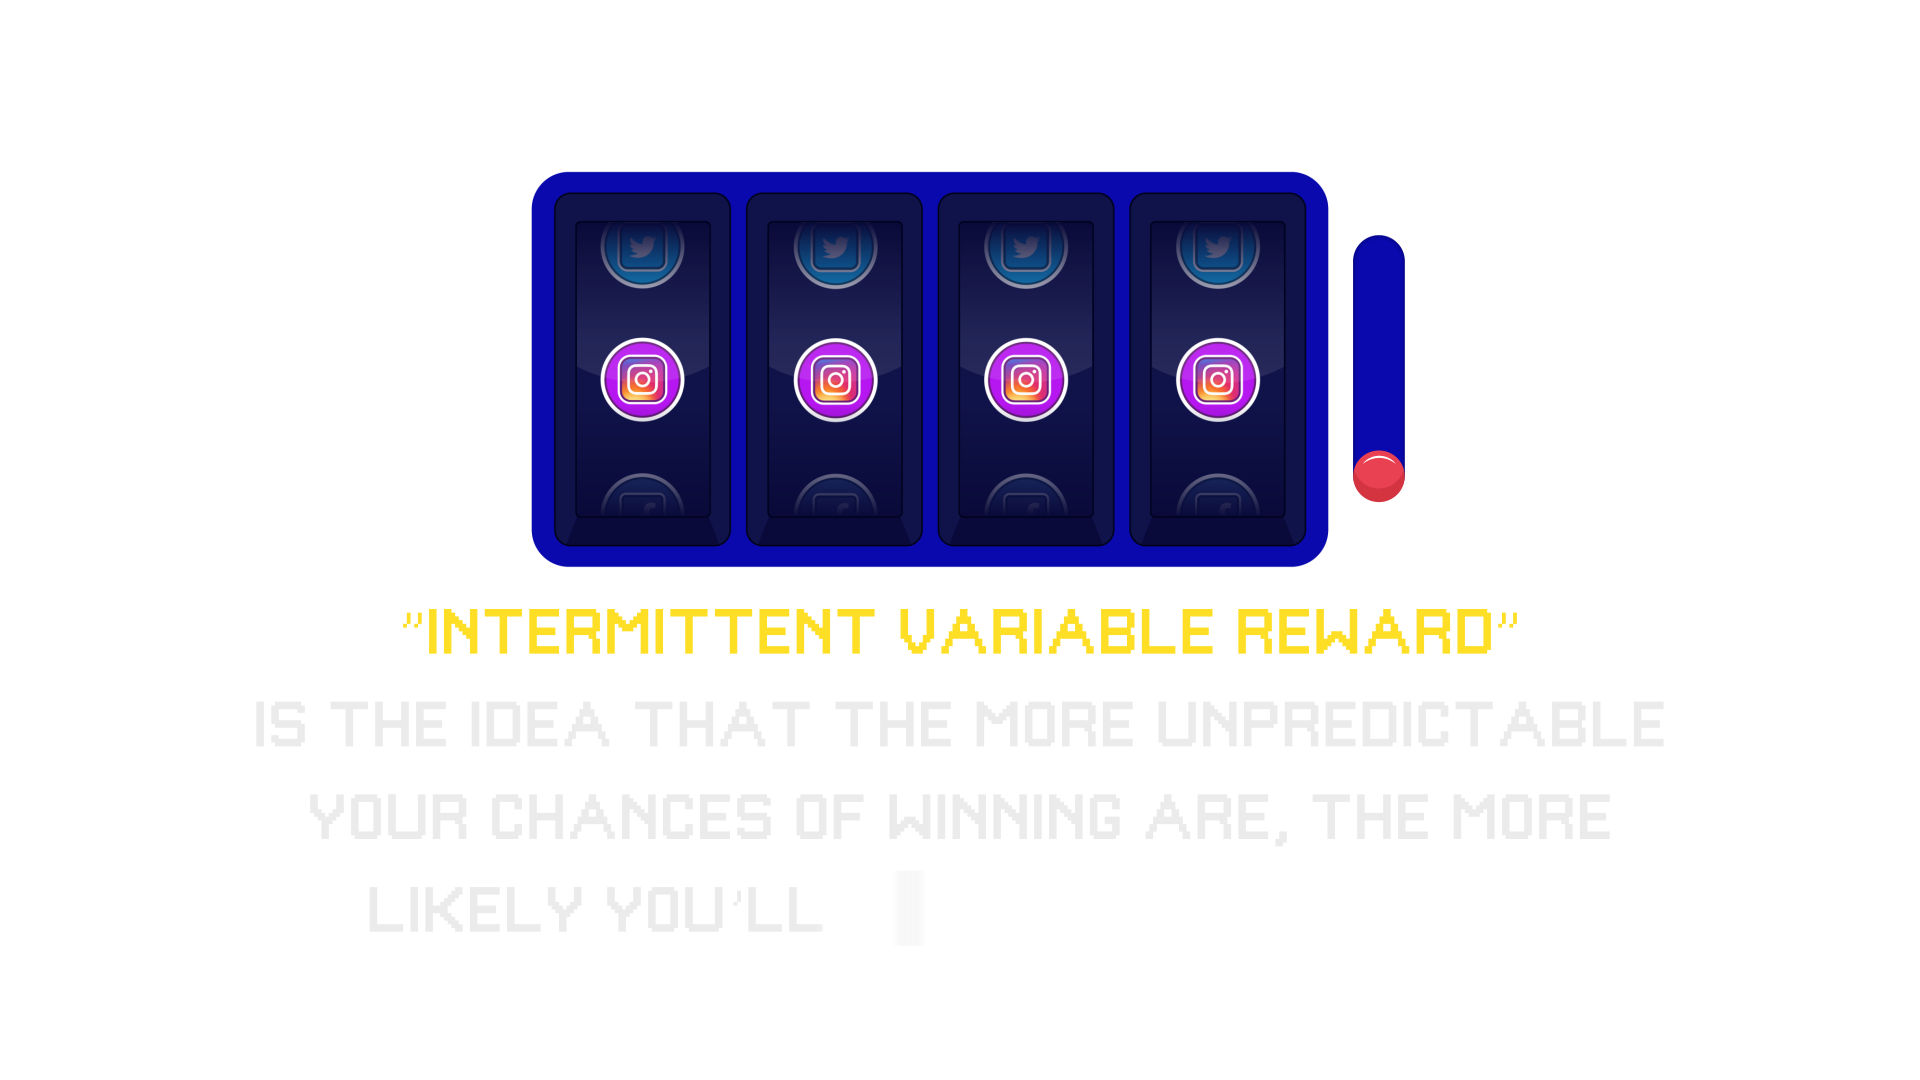 "INTERMITTENT VARIABLE REWARD"
IS THE IDEA THAT THE MORE UNPREDICTABLE
YOUR CHANCES OF WINNING ARE, THE MORE
LIKELY YOU'LL